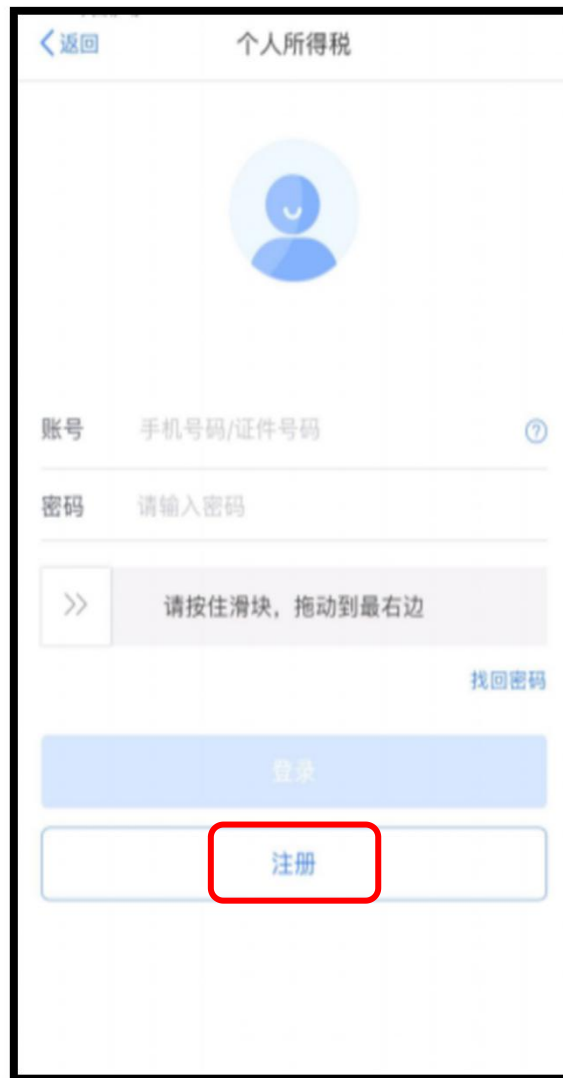 返回 个人所得税
账号 手机号码/证件号码
密码 请输入密码
请按住滑块，拖动到最右边
找回密码
登录
注册